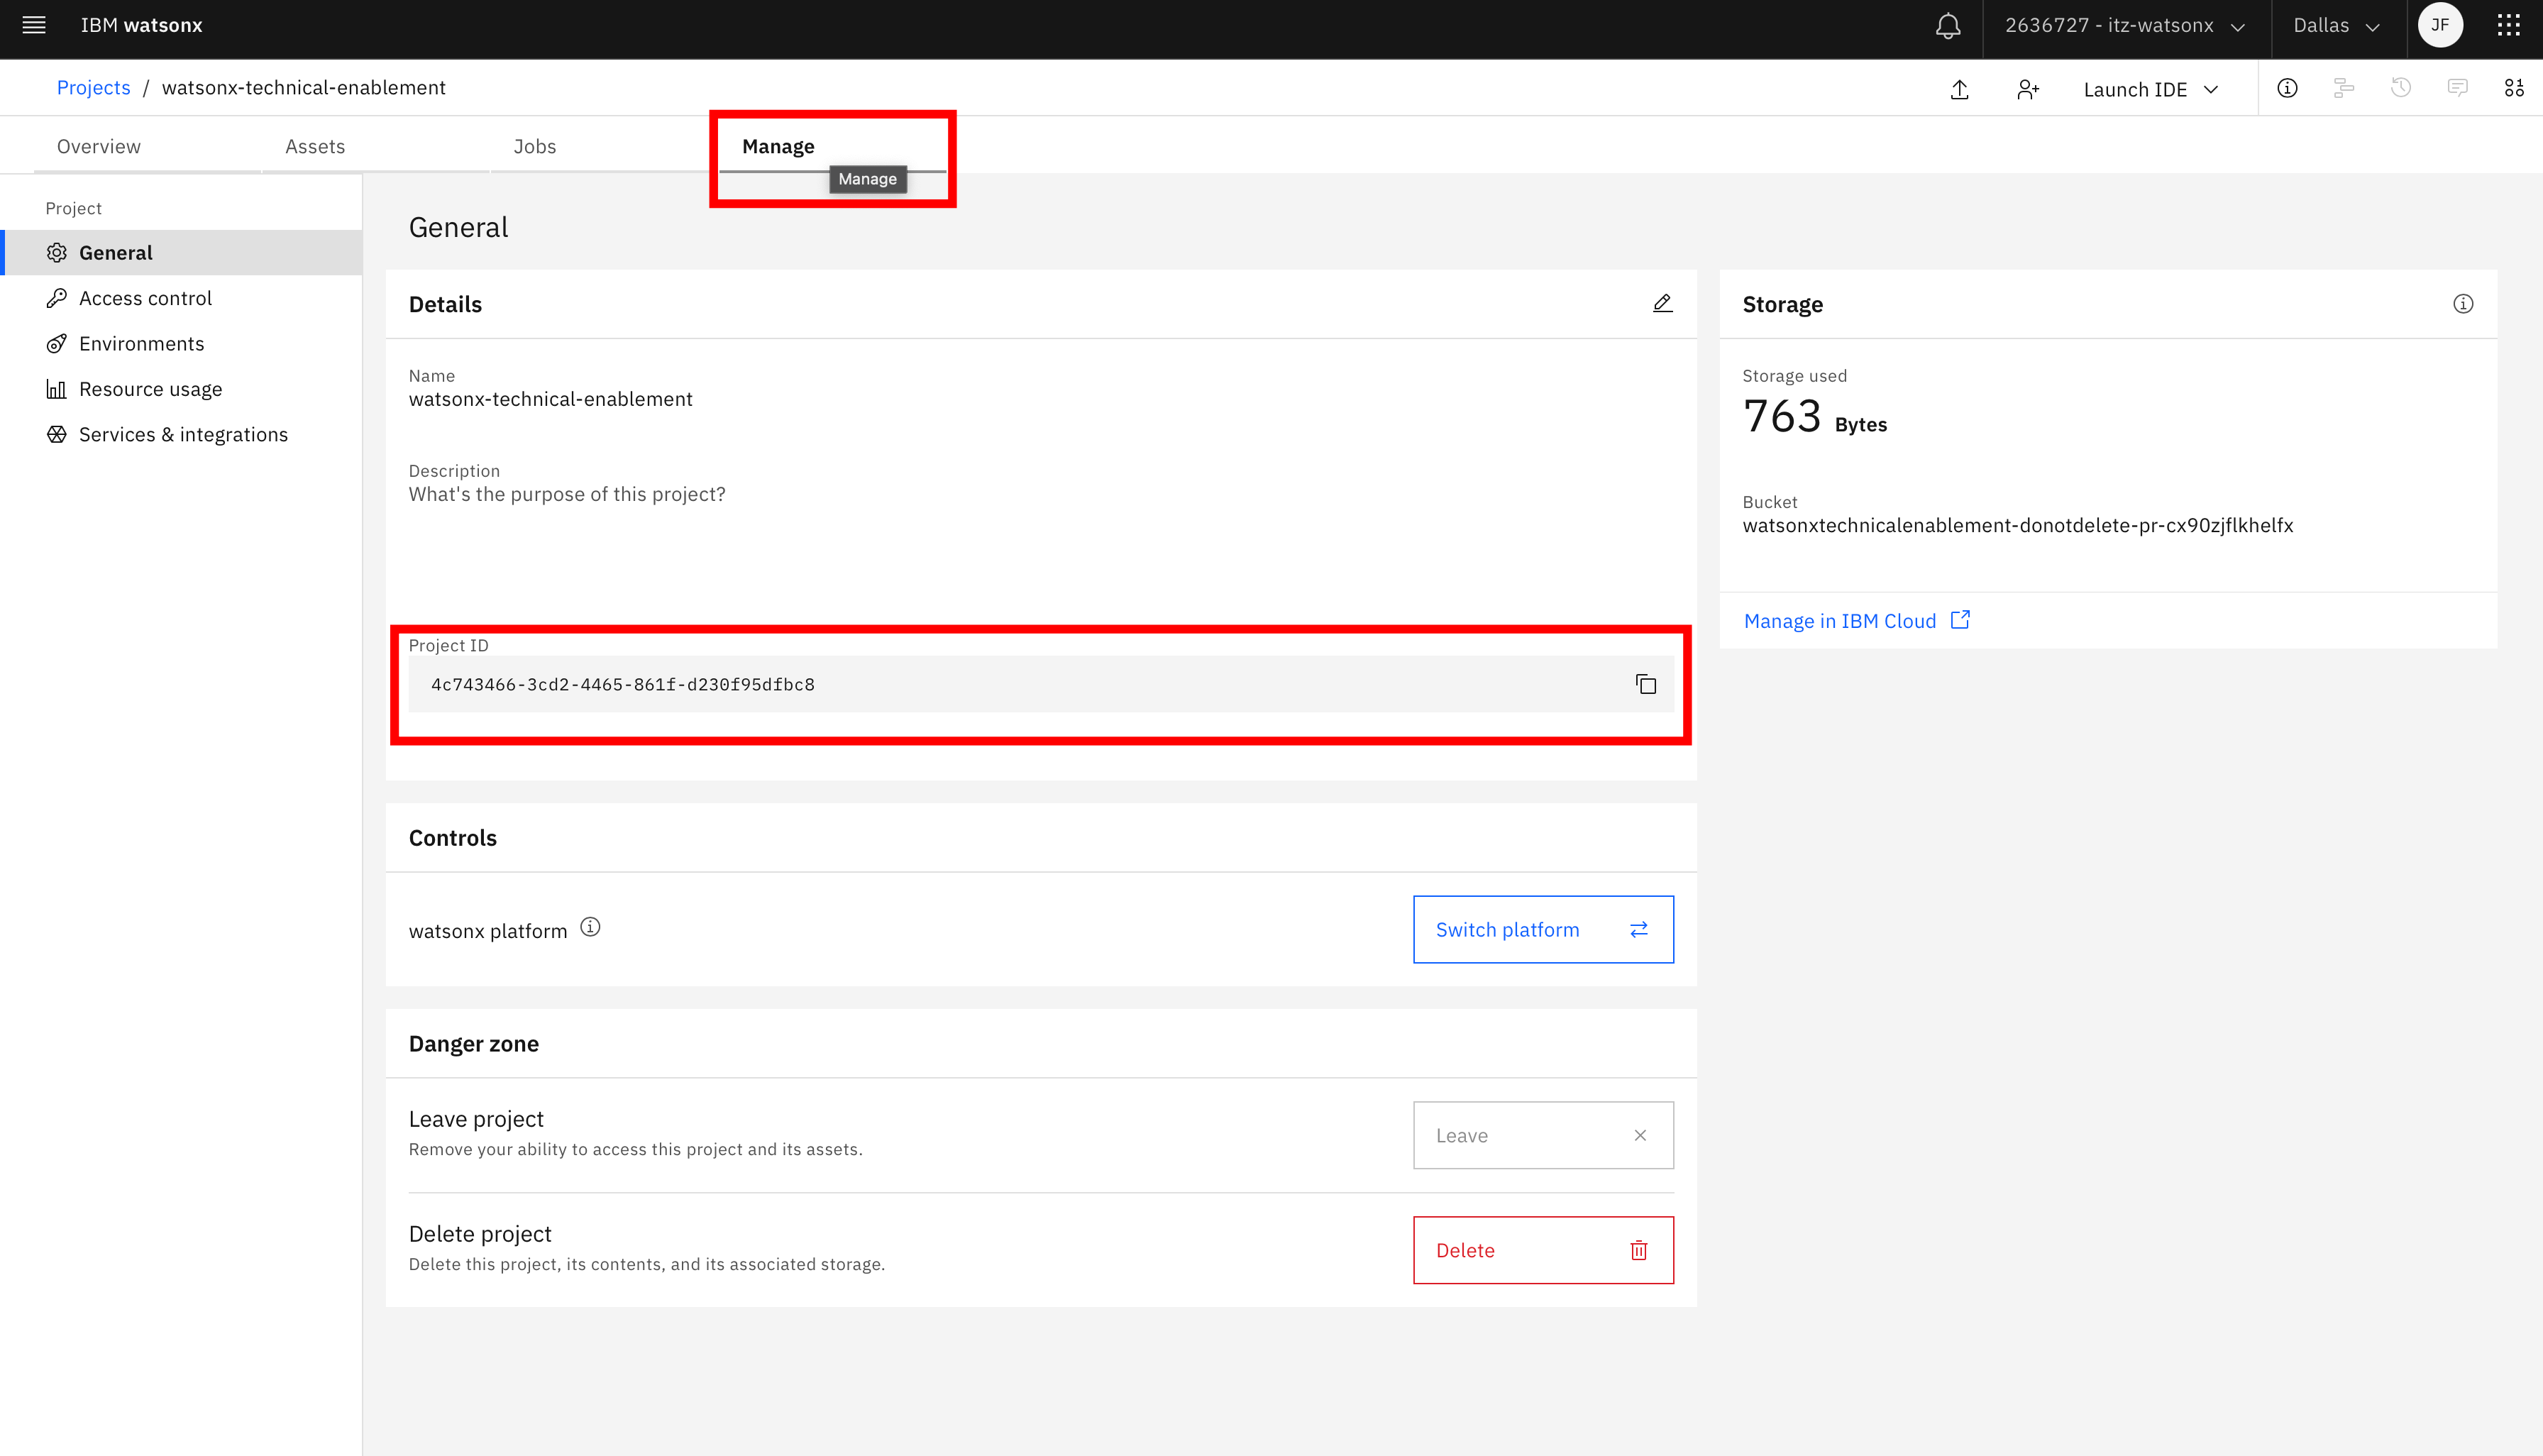 IBM watsonx
2636727 - itz-watsonx
Dallas
JF
Projects / watsonx-technical-enablement
Launch IDE
Overview
Assets
Jobs
Manage
Manage
Project
General
Access control
Environments
Resource usage
Services & integrations
General
Details
Name
watsonx-technical-enablement
Description
What's the purpose of this project?
Project ID
4c743466-3cd2-4465-861f-d230f95dfbc8
Storage
Storage used
763 Bytes
Bucket
watsonxtechnicalenablement-donotdelete-pr-cx90zjflkhelfx
Manage in IBM Cloud
Controls
watsonx platform
Switch platform
Danger zone
Leave project
Remove your ability to access this project and its assets.
Leave
Delete project
Delete this project, its contents, and its associated storage.
Delete